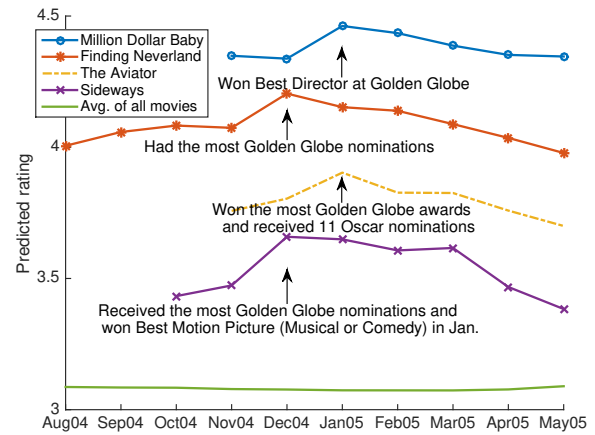 4.5
Million Dollar Baby
Finding Neverland
The Aviator
Sideways
Avg. of all movies
Won Best Director at Golden Globe
4
Had the most Golden Globe nominations
Predicted rating
Won the most Golden Globe awards
and received 11 Oscar nominations
3.5
Received the most Golden Globe nominations and
won Best Motion Picture (Musical or Comedy) in Jan.
3
Aug04 Sep04 Oct04 Nov04 Dec04 Jan05 Feb05 Mar05 Apr05 May05